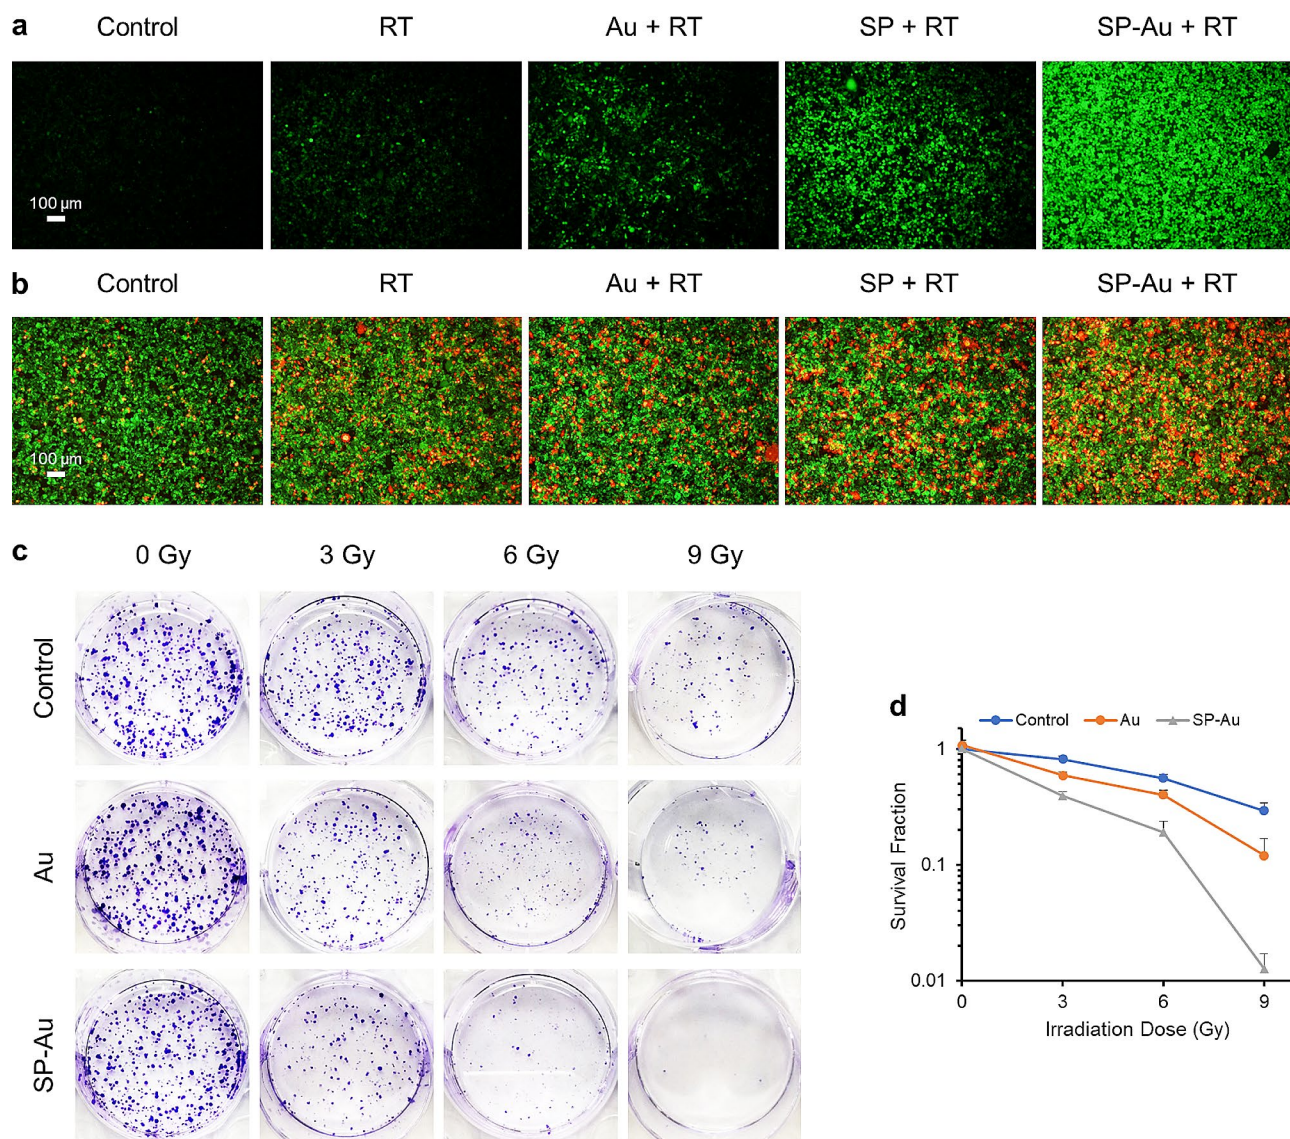 a
Control RT Au + RT SP + RT SP-Au + RT
100 µm
b
Control RT Au + RT SP + RT SP-Au + RT
100 µm
c
0 Gy 3 Gy 6 Gy 9 Gy
Control
Au
SP-Au
d
Control Au SP-Au
1
0.1
0.01
0 3 6 9
Survival Fraction
Irradiation Dose (Gy)